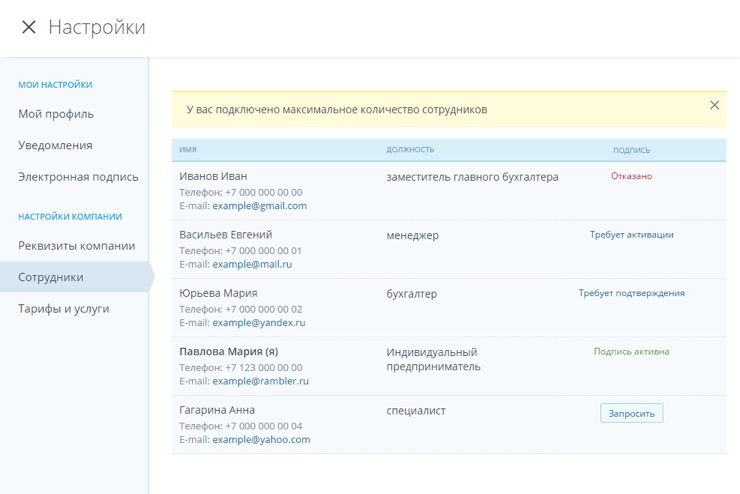 Настройки
МОИ НАСТРОЙКИ
Мой профиль
Уведомления
Электронная подпись
НАСТРОЙКИ КОМПАНИИ
Реквизиты компании
Сотрудники
Тарифы и услуги
У вас подключено максимальное количество сотрудников
ИМЯ ДОЛЖНОСТЬ ПОДПИСЬ
Иванов Иван заместитель главного бухгалтера Отказано
Телефон: +7 000 000 00 00
E-mail: example@gmail.com
Васильев Евгений менеджер Требует активации
Телефон: +7 000 000 00 01
E-mail: example@mail.ru
Юрьева Мария бухгалтер Требует подтверждения
Телефон: +7 000 000 00 02
E-mail: example@yandex.ru
Павлова Мария (я) Индивидуальный Подпись активна
предприниматель
Телефон: +7 123 000 00 00
E-mail: example@rambler.ru
Гагарина Анна специалист Запросить
Телефон: +7 000 000 00 04
E-mail: example@yahoo.com